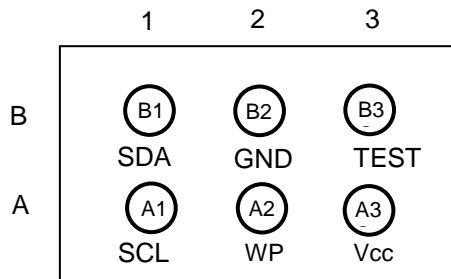 1 2 3
B B1 B2 B3
SDA GND TEST
A A1 A2 A3
SCL WP Vcc